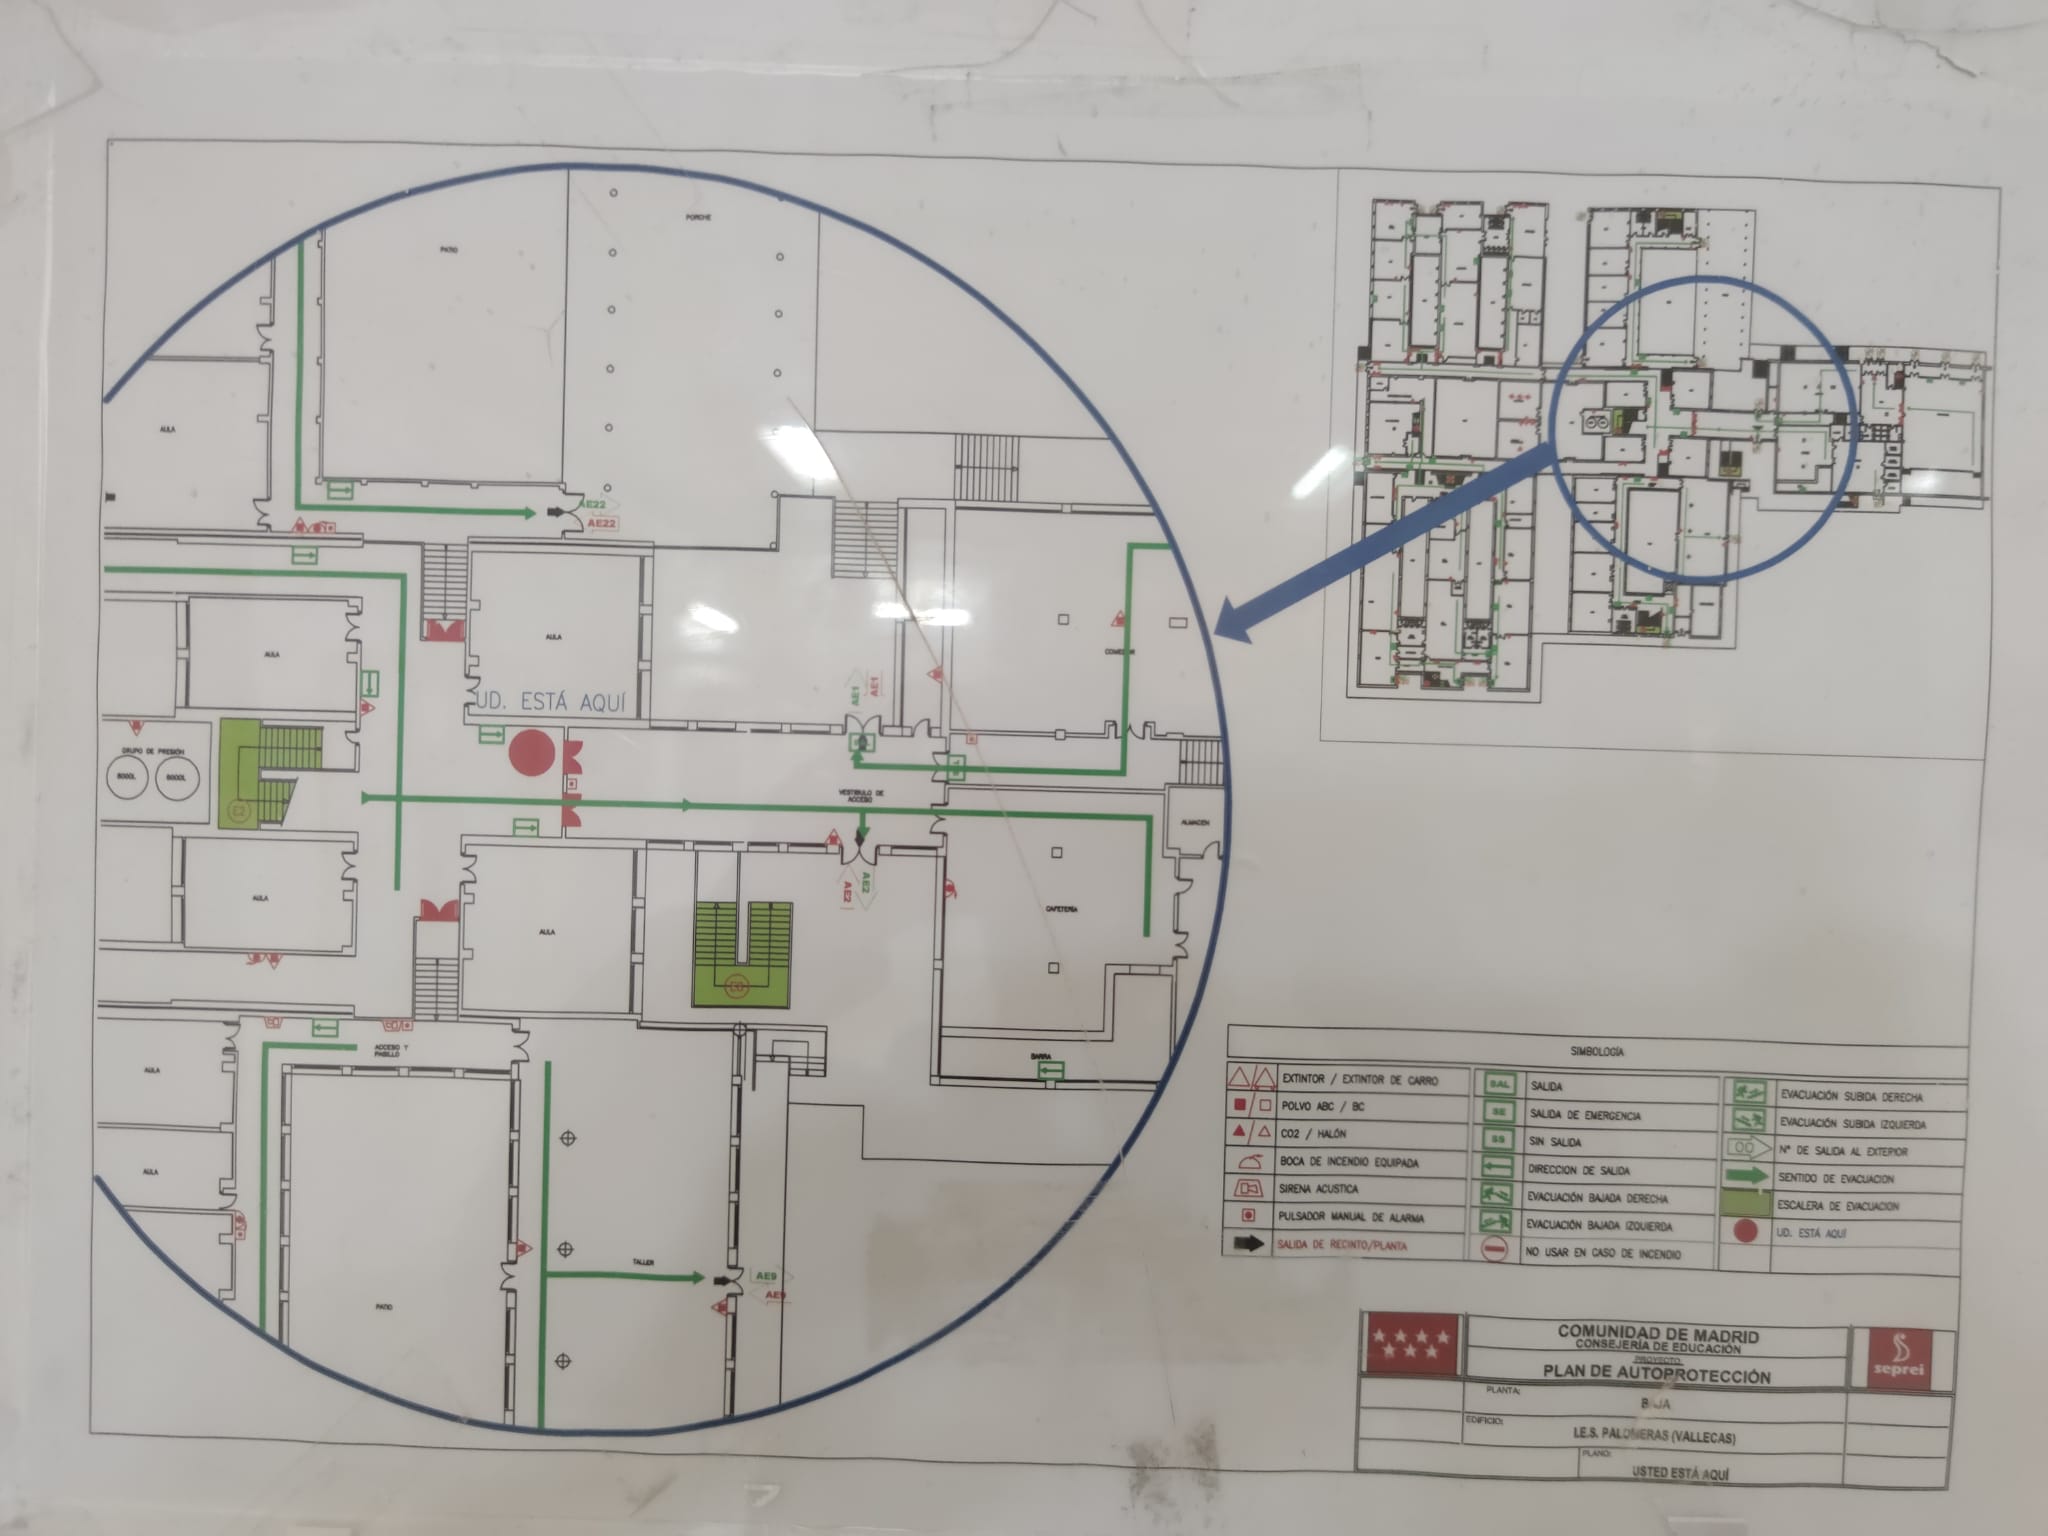 PATIO
PORCHE
AULA
AE22
AE22
AULA
AULA
COMEDOR
UD. ESTÁ AQUÍ
AE1
AE1
GRUPO DE PRESIÓN
6000L
6000L
E2
VESTIBULO DE
ACCESO
ALMACEN
AULA
AULA
AE2
AE2
CAFETERÍA
ACCESO Y
PASILLO
AULA
BARRA
AULA
TALLER
AE9
AE9
PATIO
SIMBOLOGÍA
EXTINTOR / EXTINTOR DE CARRO
POLVO ABC / BC
CO2 / HALÓN
BOCA DE INCENDIO EQUIPADA
SIRENA ACUSTICA
PULSADOR MANUAL DE ALARMA
SALIDA DE RECINTO/PLANTA
SAL SALIDA
SE SALIDA DE EMERGENCIA
SS SIN SALIDA
DIRECCION DE SALIDA
EVACUACIÓN BAJADA DERECHA
EVACUACIÓN BAJADA IZQUIERDA
NO USAR EN CASO DE INCENDIO
EVACUACIÓN SUBIDA DERECHA
EVACUACIÓN SUBIDA IZQUIERDA
00 Nº DE SALIDA AL EXTERIOR
SENTIDO DE EVACUACION
ESCALERA DE EVACUACION
UD. ESTÁ AQUÍ
COMUNIDAD DE MADRID
CONSEJERÍA DE EDUCACIÓN
PROYECTO:
PLAN DE AUTOPROTECCIÓN
seprei
PLANTA:
BAJA
EDIFICIO:
I.E.S. PALOMERAS (VALLECAS)
PLANO:
USTED ESTÁ AQUÍ